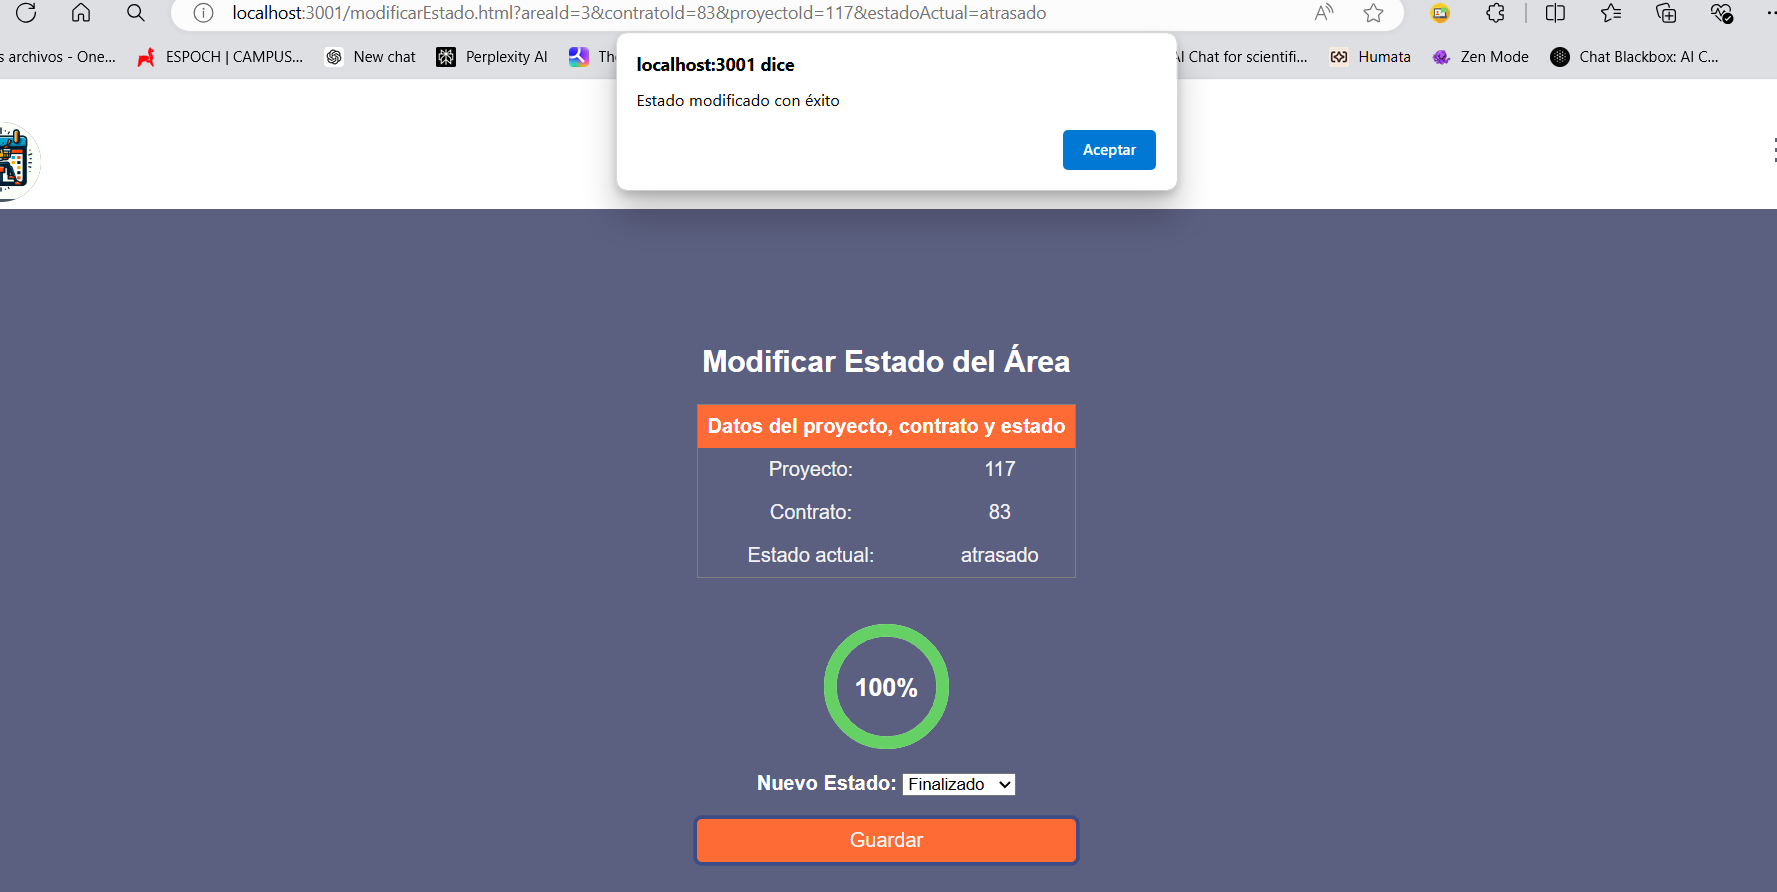 localhost:3001/modificarEstado.html?areaId=3&contratoId=83&proyectoId=117&estadoActual=atrasado
s archivos - One... ESPOCH | CAMPUS... New chat Perplexity AI Th AI Chat for scientifi... Humata Zen Mode Chat Blackbox: AI C...
localhost:3001 dice
Estado modificado con éxito
Aceptar
Modificar Estado del Área
Datos del proyecto, contrato y estado
Proyecto: 117
Contrato: 83
Estado actual: atrasado
100%
Nuevo Estado: Finalizado
Guardar